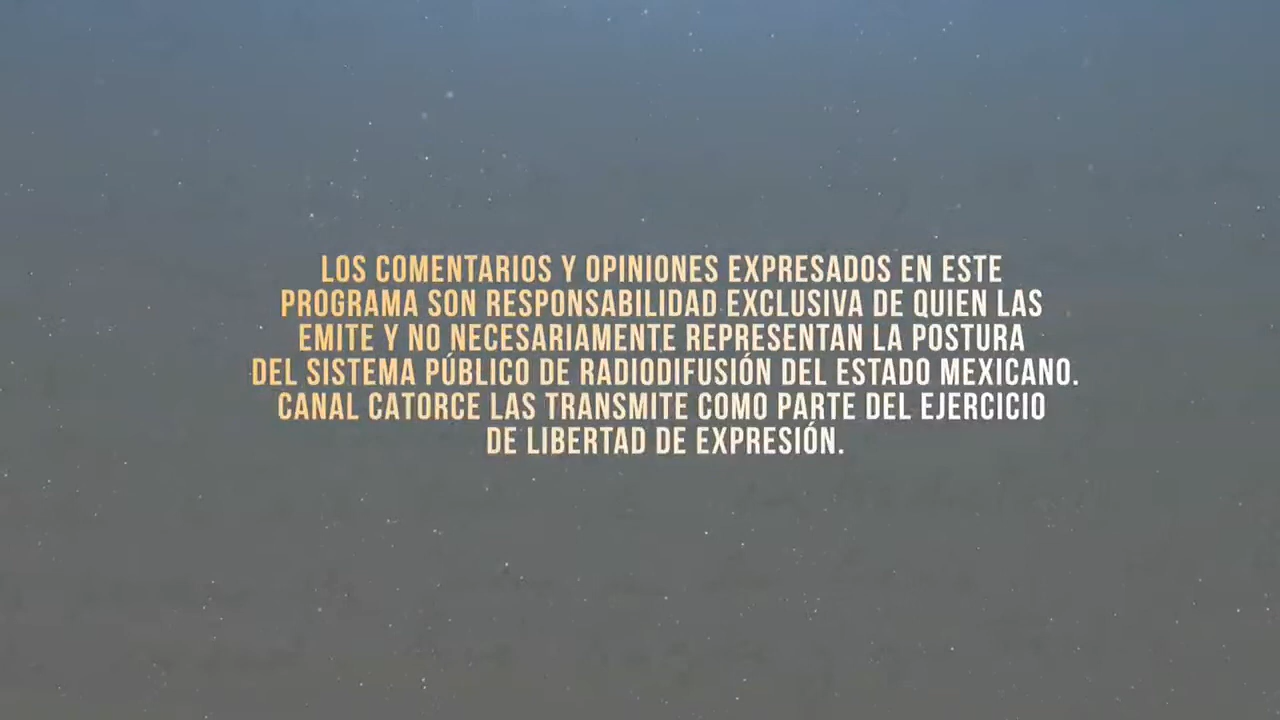 LOS COMENTARIOS Y OPINIONES EXPRESADOS EN ESTE
PROGRAMA SON RESPONSABILIDAD EXCLUSIVA DE QUIEN LAS
EMITE Y NO NECESARIAMENTE REPRESENTAN LA POSTURA
DEL SISTEMA PÚBLICO DE RADIODIFUSIÓN DEL ESTADO MEXICANO.
CANAL CATORCE LAS TRANSMITE COMO PARTE DEL EJERCICIO
DE LIBERTAD DE EXPRESIÓN.